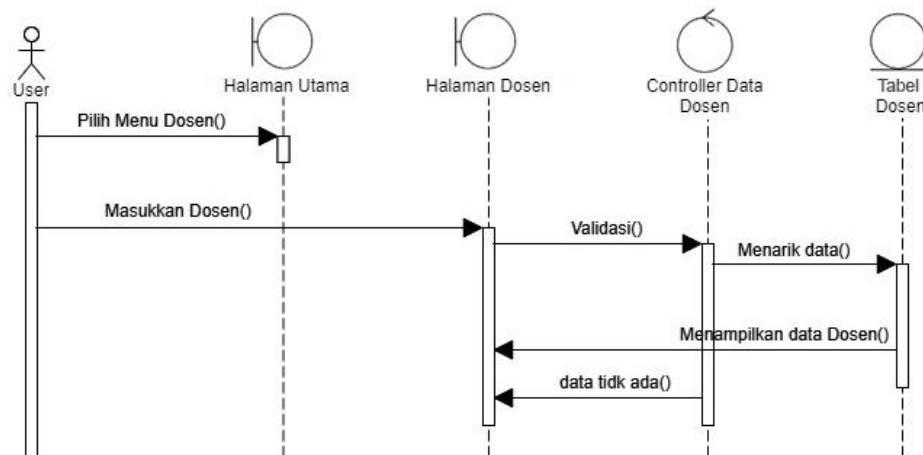 User
Halaman Utama
Halaman Dosen
Controller Data
Dosen
Tabel
Dosen
Pilih Menu Dosen()
Masukkan Dosen()
Validasi()
Menarik data()
Menampilkan data Dosen()
data tidk ada()